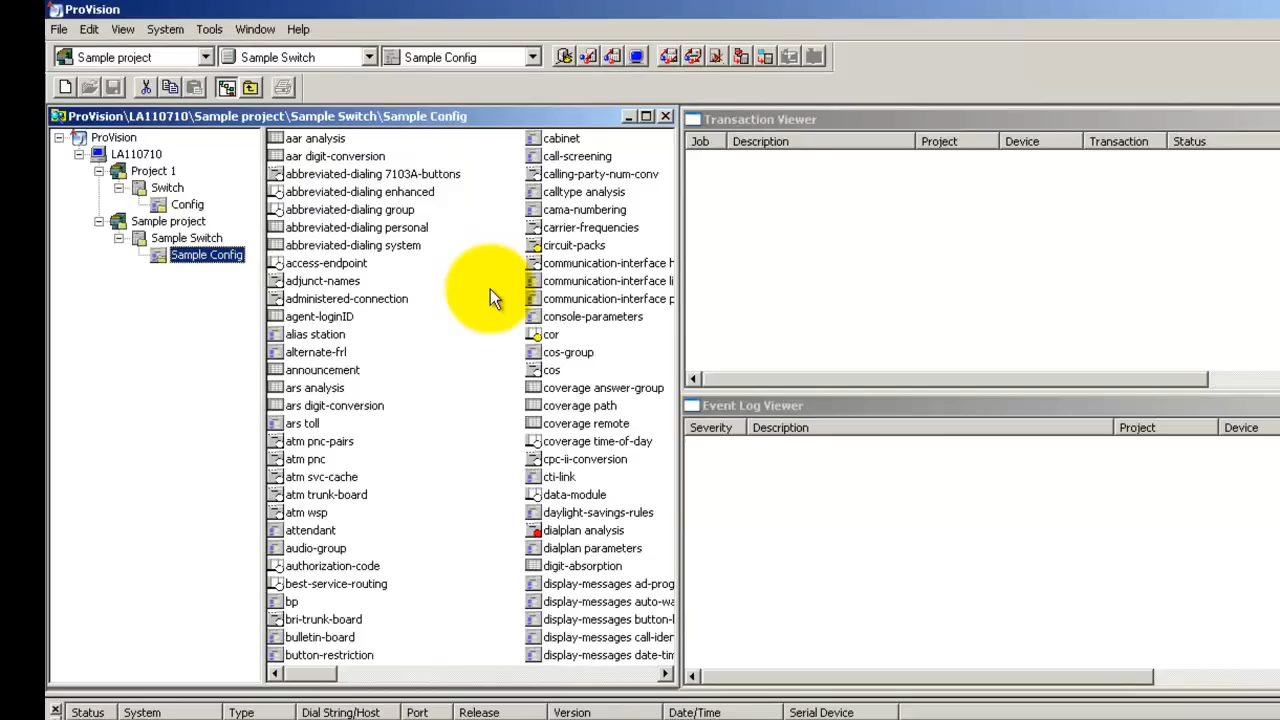 ProVision
File Edit View System Tools Window Help
Sample project Sample Switch Sample Config
ProVision\LA110710\Sample project\Sample Switch\Sample Config
ProVision
LA110710
Project 1
Switch
Config
Sample project
Sample Switch
Sample Config
aar analysis
aar digit-conversion
abbreviated-dialing 7103A-buttons
abbreviated-dialing enhanced
abbreviated-dialing group
abbreviated-dialing personal
abbreviated-dialing system
access-endpoint
adjunct-names
administered-connection
agent-loginID
alias station
alternate-frl
announcement
ars analysis
ars digit-conversion
ars toll
atm pnc-pairs
atm pnc
atm svc-cache
atm trunk-board
atm wsp
attendant
audio-group
authorization-code
best-service-routing
bp
bri-trunk-board
bulletin-board
button-restriction
cabinet
call-screening
calling-party-num-conv
calltype analysis
cama-numbering
carrier-frequencies
circuit-packs
communication-interface h
communication-interface li
communication-interface p
console-parameters
cor
cos-group
cos
coverage answer-group
coverage path
coverage remote
coverage time-of-day
cpc-ii-conversion
cti-link
data-module
daylight-savings-rules
dialplan analysis
dialplan parameters
digit-absorption
display-messages ad-prog
display-messages auto-wa
display-messages button-l
display-messages call-iden
display-messages date-tim
Transaction Viewer
Job Description Project Device Transaction Status
Event Log Viewer
Severity Description Project Device
Status System Type Dial String/Host Port Release Version Date/Time Serial Device